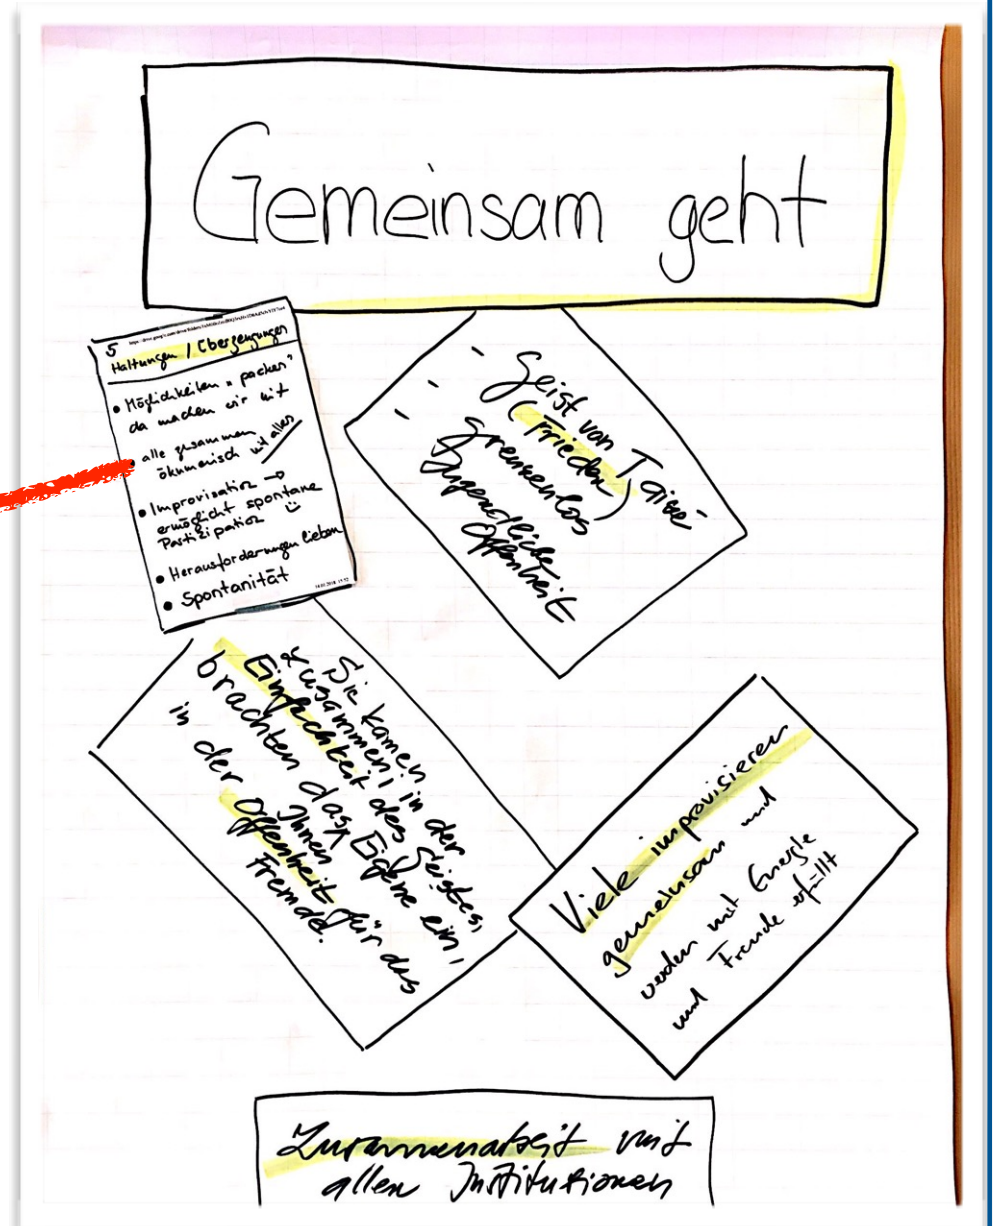 Gemeinsam geht
5
Haltungen / Überzeugungen
• Möglichkeiten "packen"
da machen wir mit
• alle zusammen
ökumenisch mit allen
• Improvisation →
ermöglicht spontane
Partizipation
• Herausforderungen lieben
• Spontanität
- Geist von Taizé
- (Frieden)
- grenzenlos
Jugendliche
Offenheit
Sie kamen
zusammen, in der
Einfachheit des Geistes,
brachten das Ihnen Eigene ein,
in der Offenheit für das
Fremde.
Viele improvisieren
gemeinsam und
werden mit Energie
und Freude erfüllt
Zusammenarbeit mit
allen Institutionen